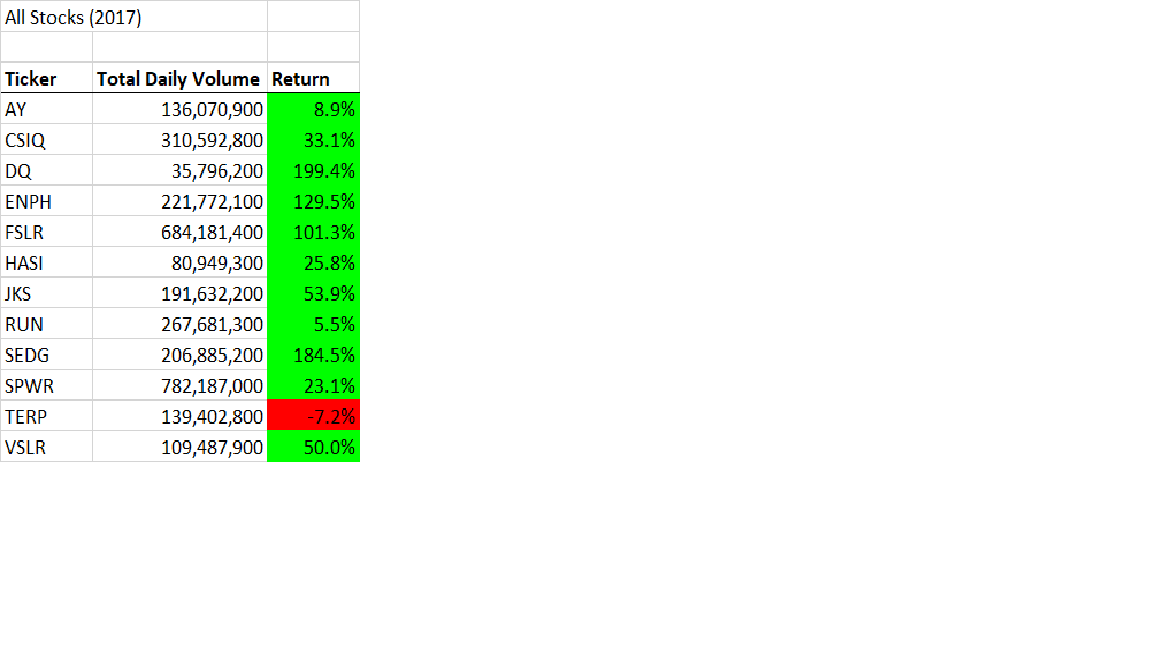 All Stocks (2017)
Ticker Total Daily Volume Return
AY 136,070,900 8.9%
CSIQ 310,592,800 33.1%
DQ 35,796,200 199.4%
ENPH 221,772,100 129.5%
FSLR 684,181,400 101.3%
HASI 80,949,300 25.8%
JKS 191,632,200 53.9%
RUN 267,681,300 5.5%
SEDG 206,885,200 184.5%
SPWR 782,187,000 23.1%
TERP 139,402,800 -7.2%
VSLR 109,487,900 50.0%